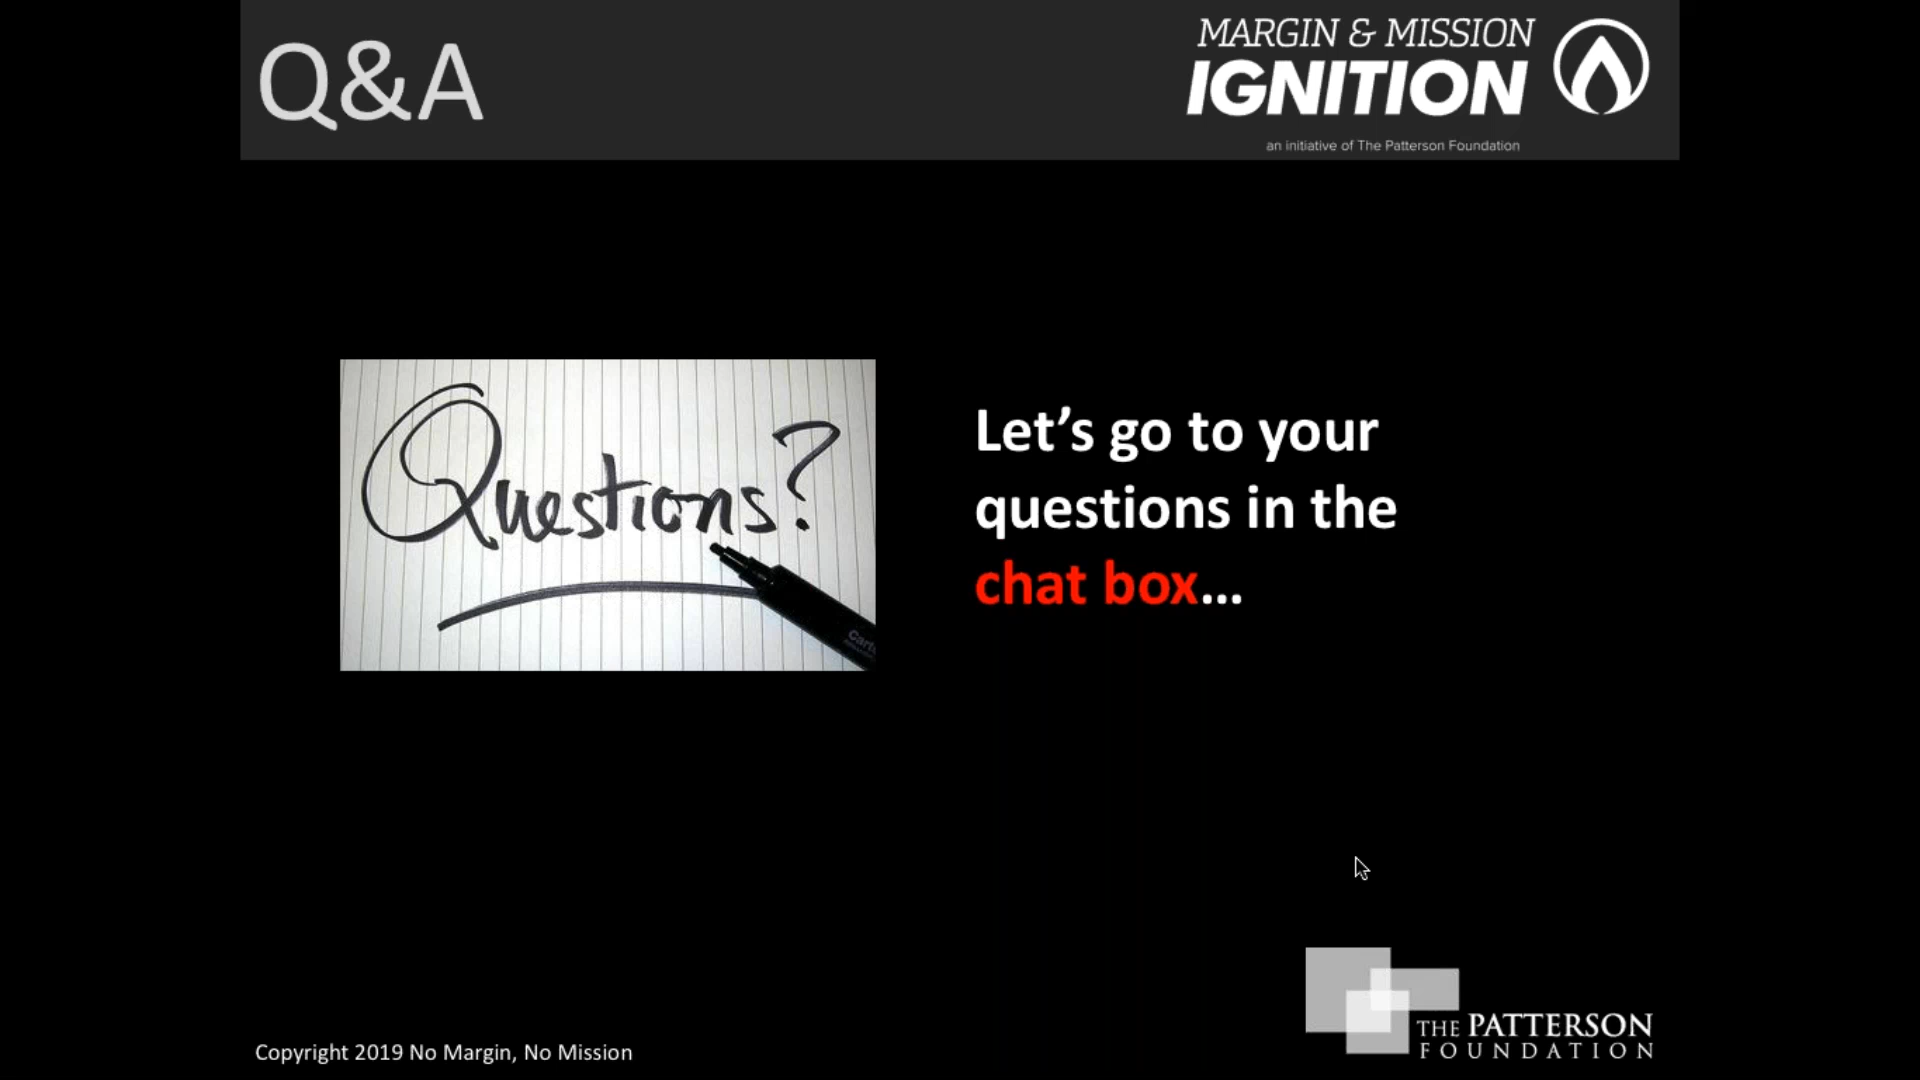 Q&A
MARGIN & MISSION
IGNITION
an initiative of The Patterson Foundation
Questions?
Let’s go to your
questions in the
chat box...
THE PATTERSON
FOUNDATION
Copyright 2019 No Margin, No Mission